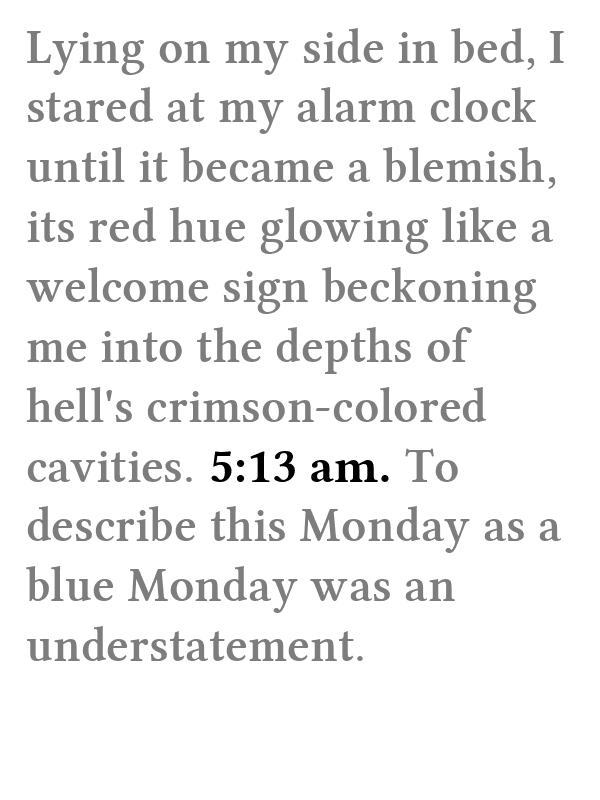 Lying on my side in bed, I
stared at my alarm clock
until it became a blemish,
its red hue glowing like a
welcome sign beckoning
me into the depths of
hell's crimson-colored
cavities. 5:13 am. To
describe this Monday as a
blue Monday was an
understatement.